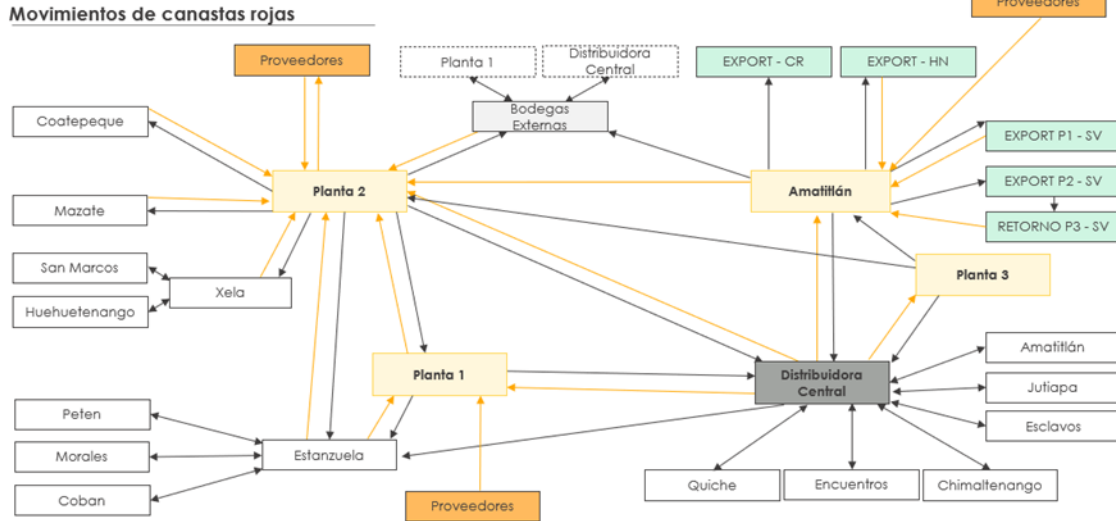 Movimientos de canastas rojas
Proveedores
Proveedores
Planta 1
Distribuidora
Central
EXPORT - CR
EXPORT - HN
Bodegas
Externas
Coatepeque
EXPORT P1 - SV
Planta 2
Amatitlán
EXPORT P2 - SV
Mazate
RETORNO P3 - SV
San Marcos
Xela
Huehuetenango
Planta 3
Amatitlán
Planta 1
Distribuidora
Central
Jutiapa
Peten
Esclavos
Morales
Estanzuela
Coban
Quiche
Encuentros
Chimaltenango
Proveedores